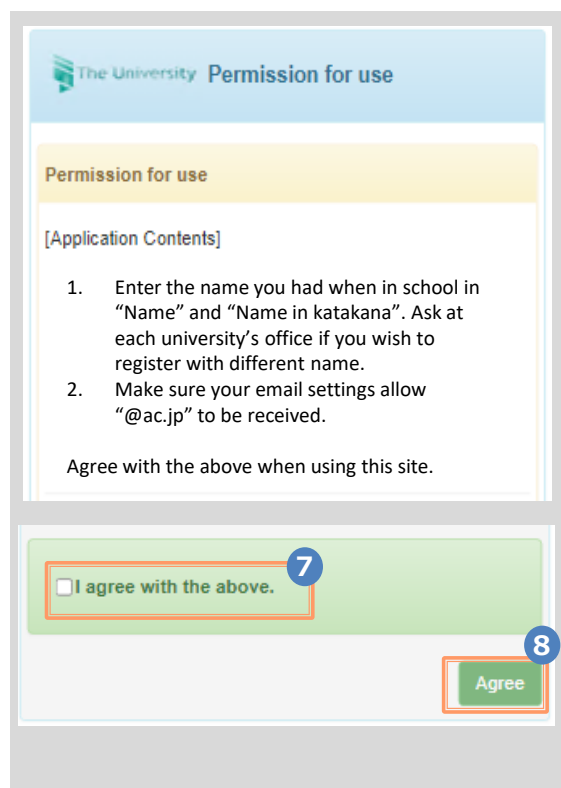 The University Permission for use
Permission for use
[Application Contents]
1. Enter the name you had when in school in
“Name” and “Name in katakana”. Ask at
each university’s office if you wish to
register with different name.
2. Make sure your email settings allow
“@ac.jp” to be received.
Agree with the above when using this site.
7
I agree with the above.
8
Agree